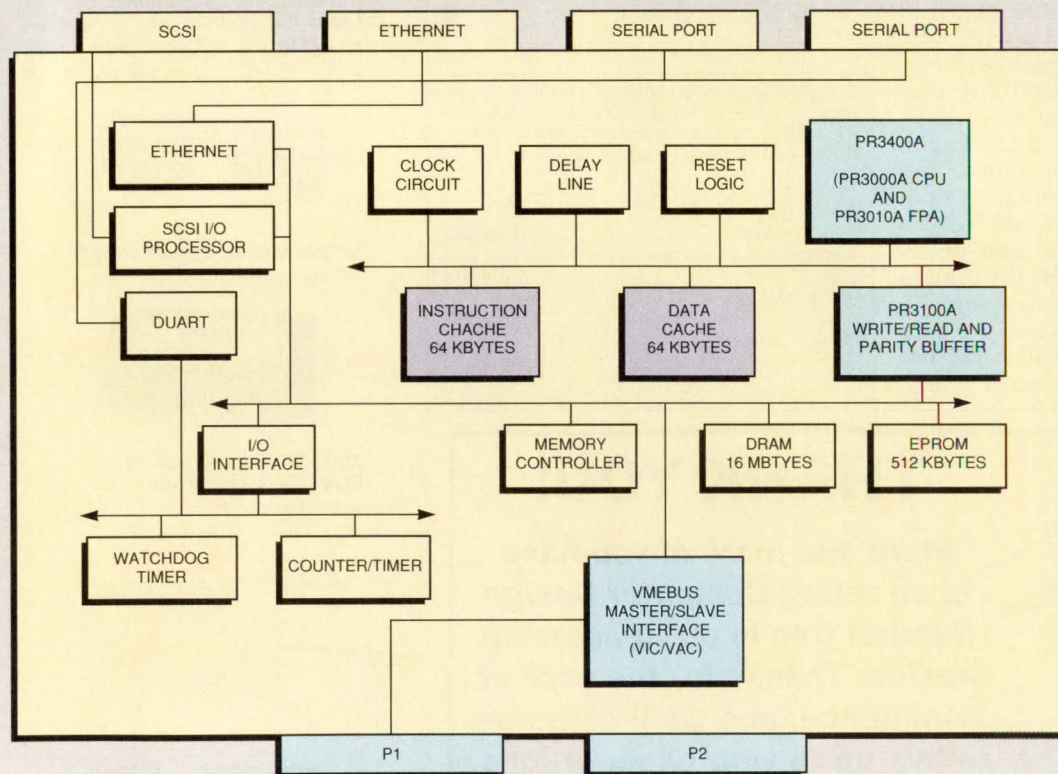 SCSI
ETHERNET
SERIAL PORT
SERIAL PORT
ETHERNET
SCSI I/O
PROCESSOR
DUART
CLOCK
CIRCUIT
DELAY
LINE
RESET
LOGIC
PR3400A
(PR3000A CPU
AND
PR3010A FPA)
INSTRUCTION
CHACHE
64 KBYTES
DATA
CACHE
64 KBYTES
PR3100A
WRITE/READ AND
PARITY BUFFER
I/O
INTERFACE
MEMORY
CONTROLLER
DRAM
16 MBTYES
EPROM
512 KBYTES
WATCHDOG
TIMER
COUNTER/TIMER
VMEBUS
MASTER/SLAVE
INTERFACE
(VIC/VAC)
P1
P2